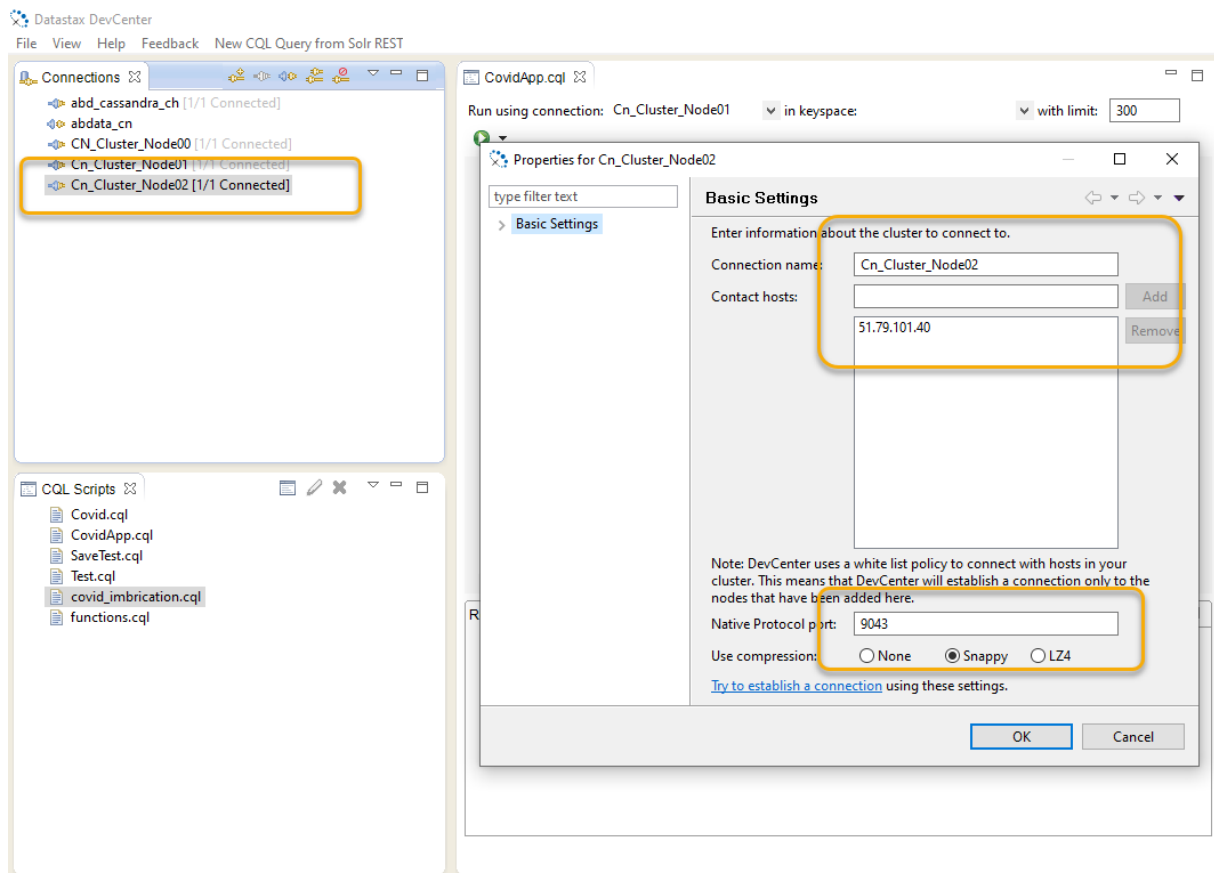 Datastax DevCenter
File View Help Feedback New CQL Query from Solr REST
Connections
abd_cassandra_ch [1/1 Connected]
abdata_cn
CN_Cluster_Node00 [1/1 Connected]
Cn_Cluster_Node01 [1/1 Connected]
Cn_Cluster_Node02 [1/1 Connected]
CQL Scripts
Covid.cql
CovidApp.cql
SaveTest.cql
Test.cql
covid_imbrication.cql
functions.cql
CovidApp.cql
Run using connection: Cn_Cluster_Node01 in keyspace: with limit: 300
Properties for Cn_Cluster_Node02
type filter text
Basic Settings
Basic Settings
Enter information about the cluster to connect to.
Connection name: Cn_Cluster_Node02
Contact hosts: Add
51.79.101.40 Remove
Note: DevCenter uses a white list policy to connect with hosts in your
cluster. This means that DevCenter will establish a connection only to the
nodes that have been added here.
Native Protocol port: 9043
Use compression: None Snappy LZ4
Try to establish a connection using these settings.
OK Cancel